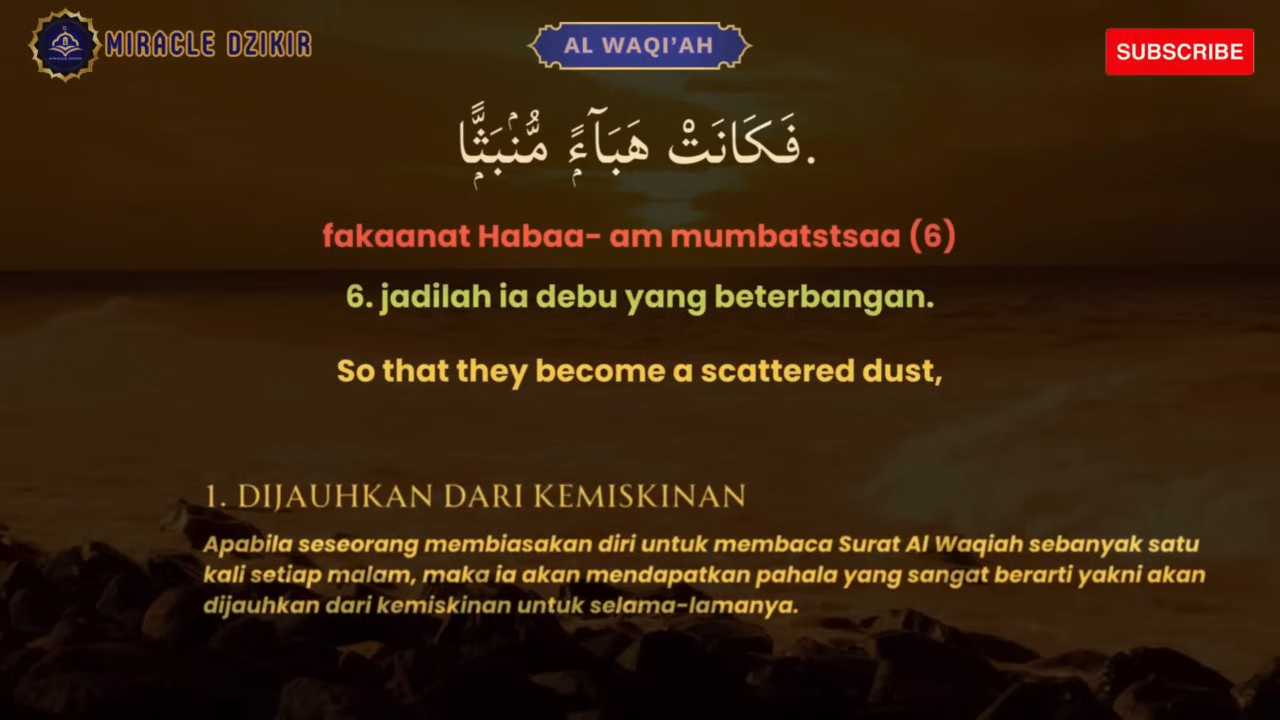 MIRACLE DZIKIR
AL WAQI'AH
SUBSCRIBE
فَكَانَتْ هَبَآءًۭ مُّنۢبَثًّۭا.
fakaanat Habaa- am mumbatstsaa (6)
6. jadilah ia debu yang beterbangan.
So that they become a scattered dust,
1. DIJAUHKAN DARI KEMISKINAN
Apabila seseorang membiasakan diri untuk membaca Surat Al Waqiah sebanyak satu
kali setiap malam, maka ia akan mendapatkan pahala yang sangat berarti yakni akan
dijauhkan dari kemiskinan untuk selama-lamanya.